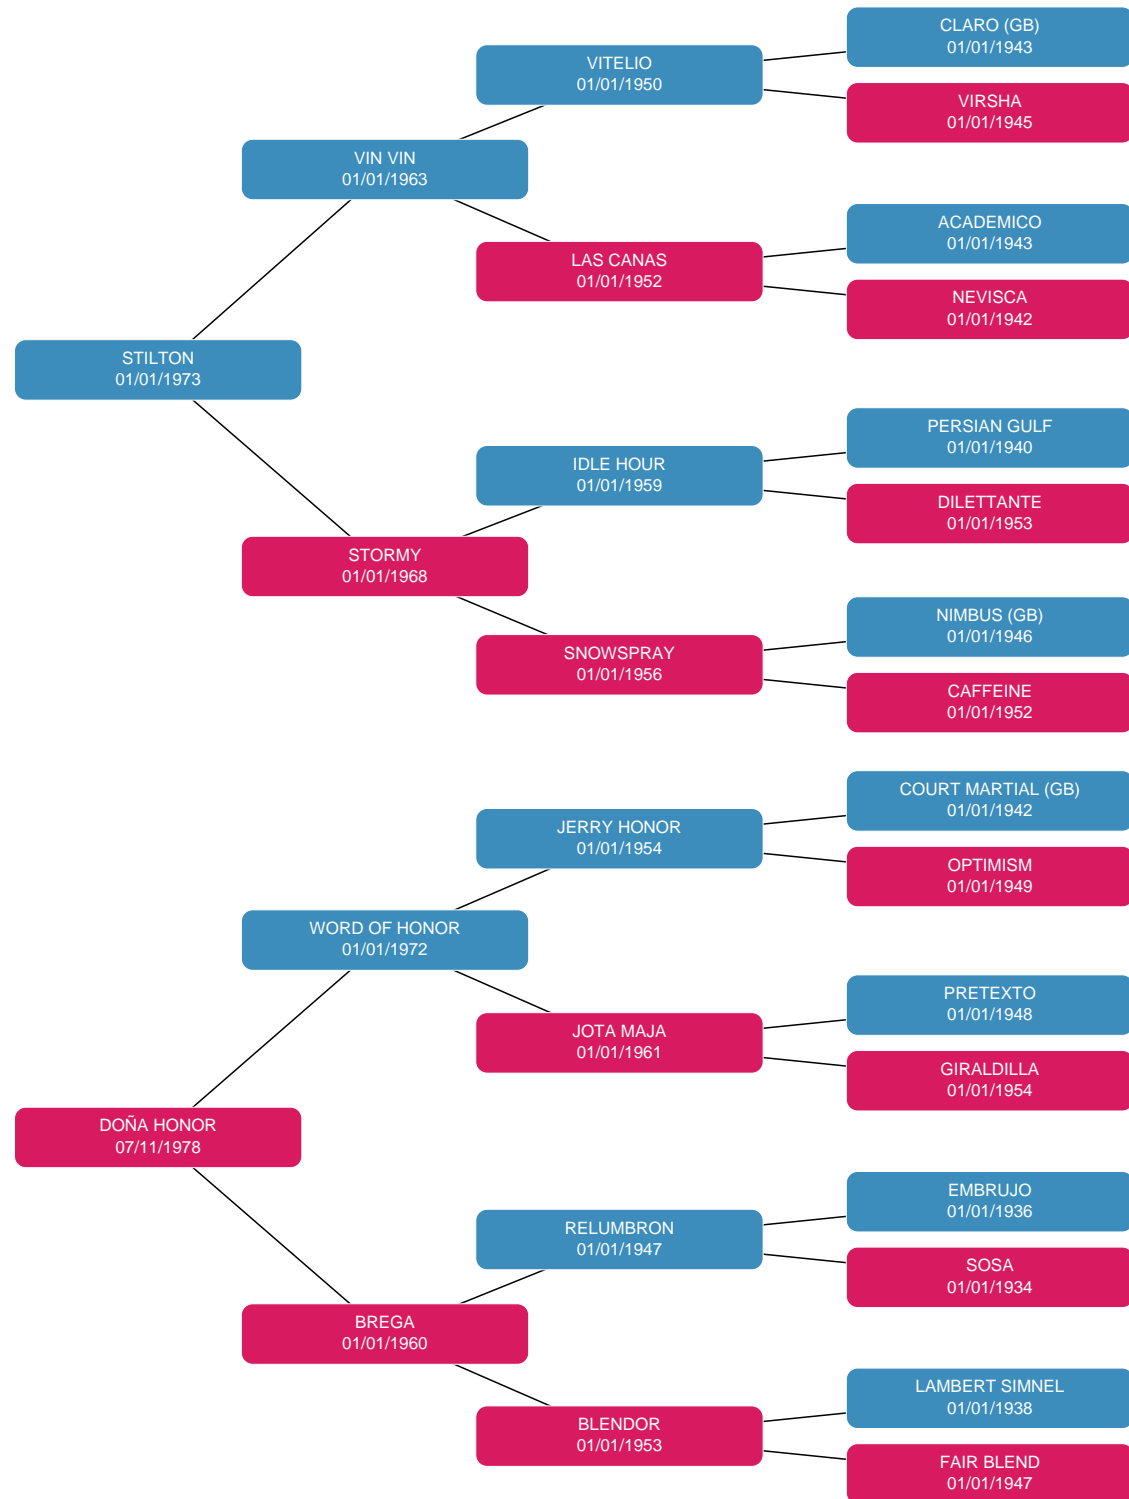 CLARO (GB)
01/01/1943
VITELIO
01/01/1950
VIRSHA
01/01/1945
VIN VIN
01/01/1963
ACADEMICO
01/01/1943
LAS CANAS
01/01/1952
NEVISCA
01/01/1942
STILTON
01/01/1973
PERSIAN GULF
01/01/1940
IDLE HOUR
01/01/1959
DILETTANTE
01/01/1953
STORMY
01/01/1968
NIMBUS (GB)
01/01/1946
SNOWSPRAY
01/01/1956
CAFFEINE
01/01/1952
COURT MARTIAL (GB)
01/01/1942
JERRY HONOR
01/01/1954
OPTIMISM
01/01/1949
WORD OF HONOR
01/01/1972
PRETEXTO
01/01/1948
JOTA MAJA
01/01/1961
GIRALDILLA
01/01/1954
DOÑA HONOR
07/11/1978
EMBRUJO
01/01/1936
RELUMBRON
01/01/1947
SOSA
01/01/1934
BREGA
01/01/1960
LAMBERT SIMNEL
01/01/1938
BLENDOR
01/01/1953
FAIR BLEND
01/01/1947